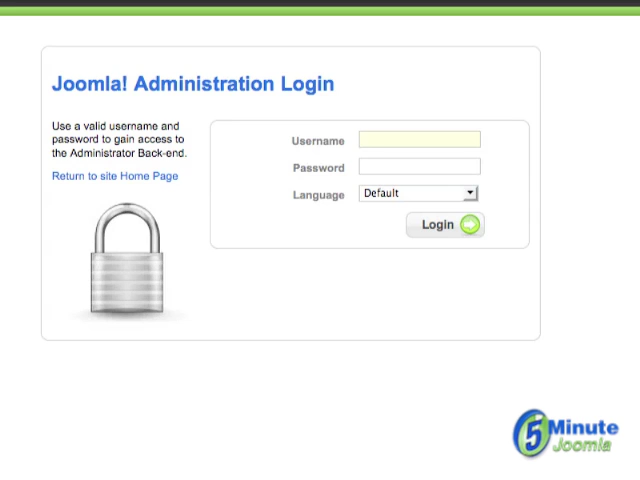 Joomla! Administration Login
Use a valid username and
password to gain access to
the Administrator Back-end.
Return to site Home Page
Username
Password
Language
Default
Login
5 Minute
Joomla